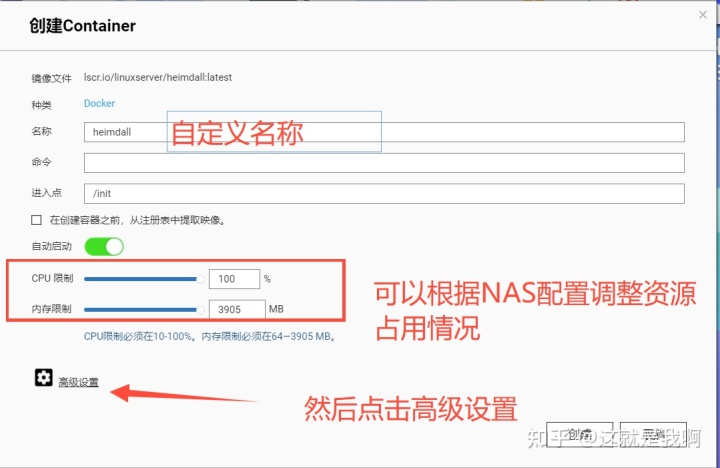 创建Container
镜像文件 lscr.io/linuxserver/heimdall:latest
种类 Docker
名称 heimdall 自定义名称
命令
进入点 /init
在创建容器之前，从注册表中提取映像。
自动启动
CPU 限制 100 %
内存限制 3905 MB
可以根据NAS配置调整资源
占用情况
CPU限制必须在10-100%。内存限制必须在64—3905 MB。
高级设置
然后点击高级设置
创建 取消
知乎 @这就是我啊